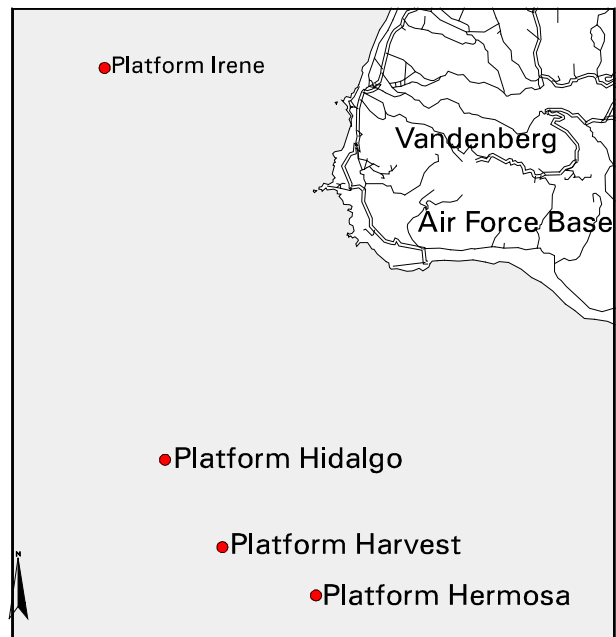 Platform Irene
Vandenberg
Air Force Base
Platform Hidalgo
Platform Harvest
N
Platform Hermosa